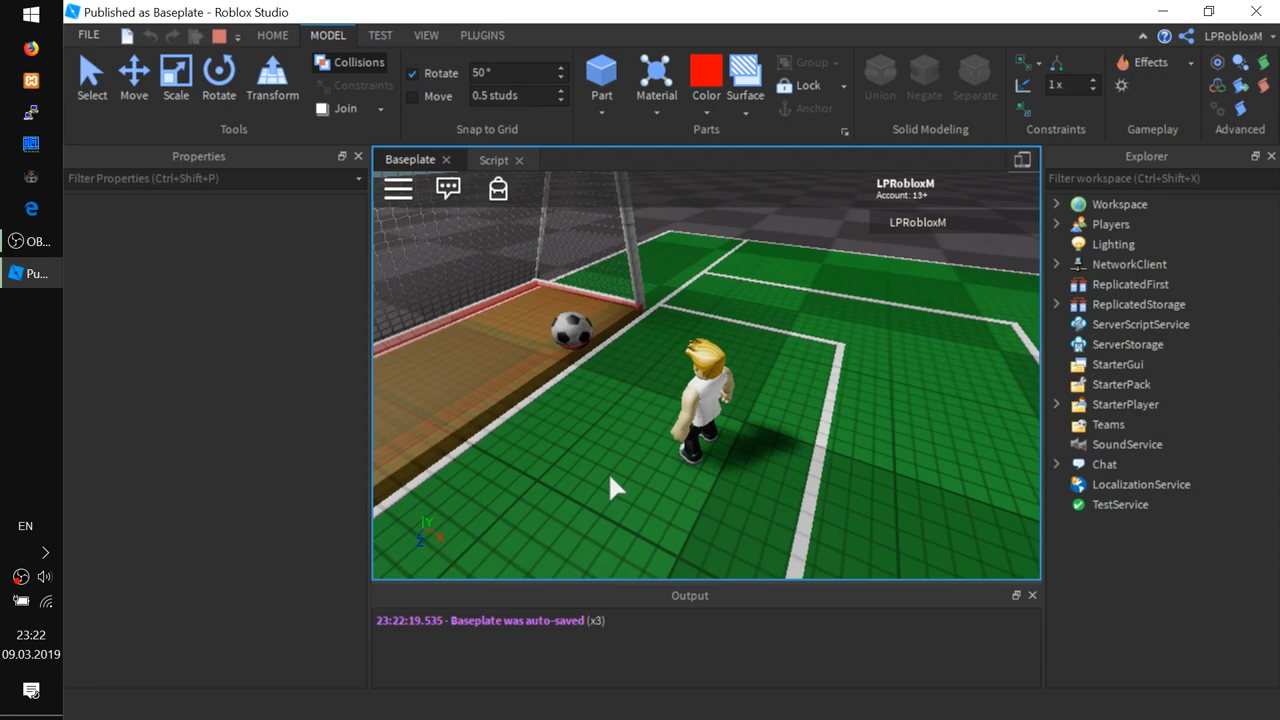 Published as Baseplate - Roblox Studio
FILE
HOME
MODEL
TEST
VIEW
PLUGINS
LPRobloxM
Select
Move
Scale
Rotate
Transform
Collisions
Constraints
Join
Tools
Rotate
50°
Move
0.5 studs
Snap to Grid
Part
Material
Color
Surface
Group
Lock
Anchor
Parts
Union
Negate
Separate
Solid Modeling
1 x
Constraints
Effects
Gameplay
Advanced
Properties
Filter Properties (Ctrl+Shift+P)
Baseplate
Script
LPRobloxM
Account: 13+
LPRobloxM
Y
X
Z
Explorer
Filter workspace (Ctrl+Shift+X)
Workspace
Players
Lighting
NetworkClient
ReplicatedFirst
ReplicatedStorage
ServerScriptService
ServerStorage
StarterGui
StarterPack
StarterPlayer
Teams
SoundService
Chat
LocalizationService
TestService
Output
23:22:19.535 - Baseplate was auto-saved (x3)
OB...
Pu...
EN
23:22
09.03.2019